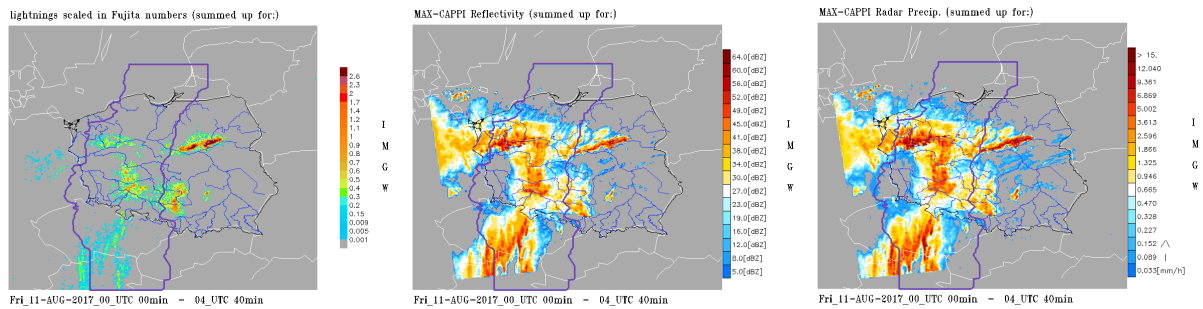 lightnings scaled in Fujita numbers (summed up for:)
2.6
2.3
2
1.7
1.4
1.2
1.1
1
0.9
0.8
0.7
0.6
0.5
0.4
0.3
0.2
0.15
0.009
0.005
0.001
I
M
G
W
Fri_11-AUG-2017_00_UTC 00min - 04_UTC 40min
MAX-CAPPI Reflectivity (summed up for:)
64.0[dBZ]
60.0[dBZ]
56.0[dBZ]
52.0[dBZ]
49.0[dBZ]
45.0[dBZ]
41.0[dBZ]
38.0[dBZ]
34.0[dBZ]
30.0[dBZ]
27.0[dBZ]
23.0[dBZ]
19.0[dBZ]
16.0[dBZ]
12.0[dBZ]
8.0[dBZ]
5.0[dBZ]
I
M
G
W
Fri_11-AUG-2017_00_UTC 00min - 04_UTC 40min
MAX-CAPPI Radar Precip. (summed up for:)
> 15.
12.040
9.361
6.869
5.002
3.613
2.596
1.866
1.325
0.946
0.665
0.470
0.328
0.227
0.152 /\
0.089 |
0.033[mm/h]
I
M
G
W
Fri_11-AUG-2017_00_UTC 00min - 04_UTC 40min